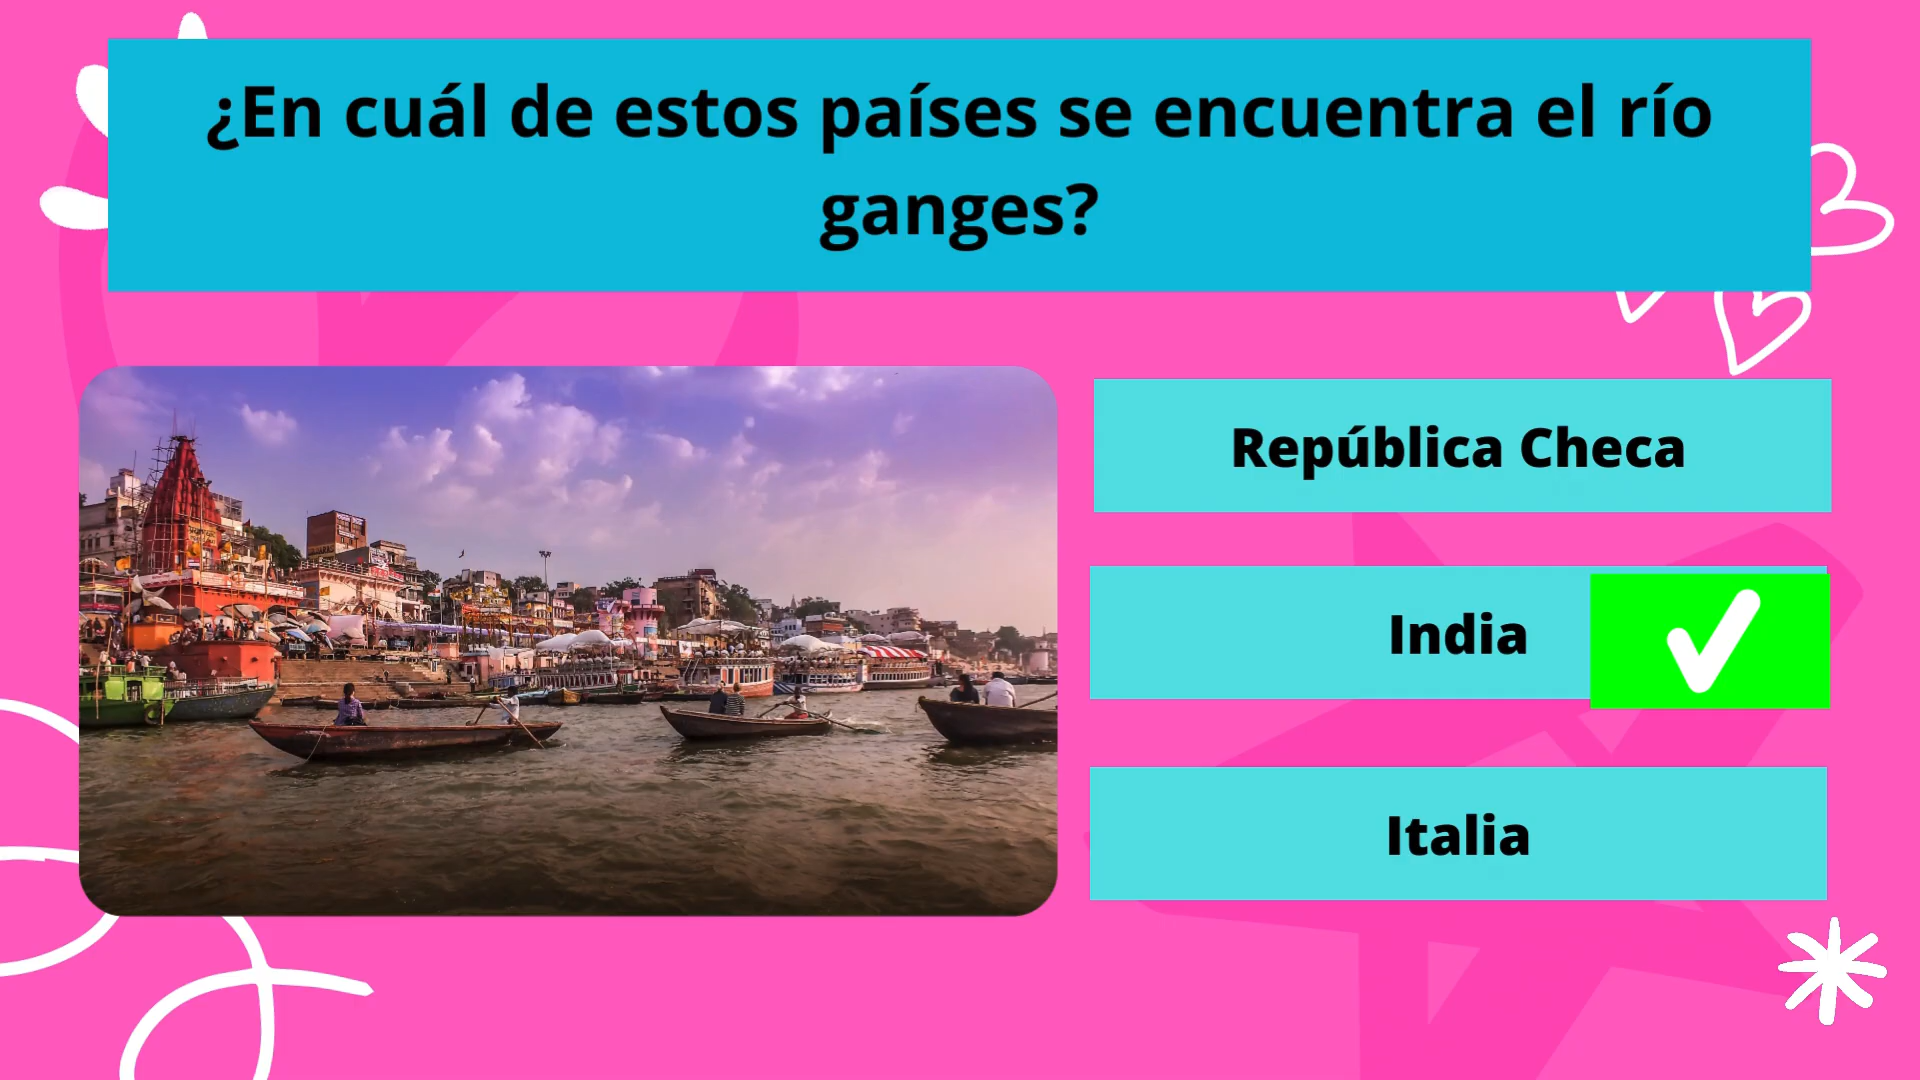 ¿En cuál de estos países se encuentra el río
ganges?
República Checa
India
Italia